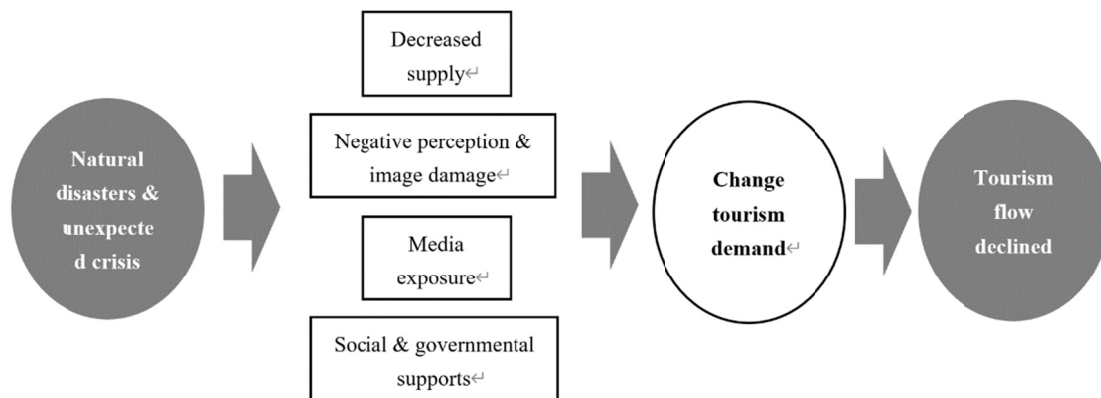 Natural
disasters &
unexpecte
d crisis
Decreased
supply↵
Negative perception &
image damage↵
Media
exposure↵
Social & governmental
supports↵
Change
tourism
demand↵
Tourism
flow
declined